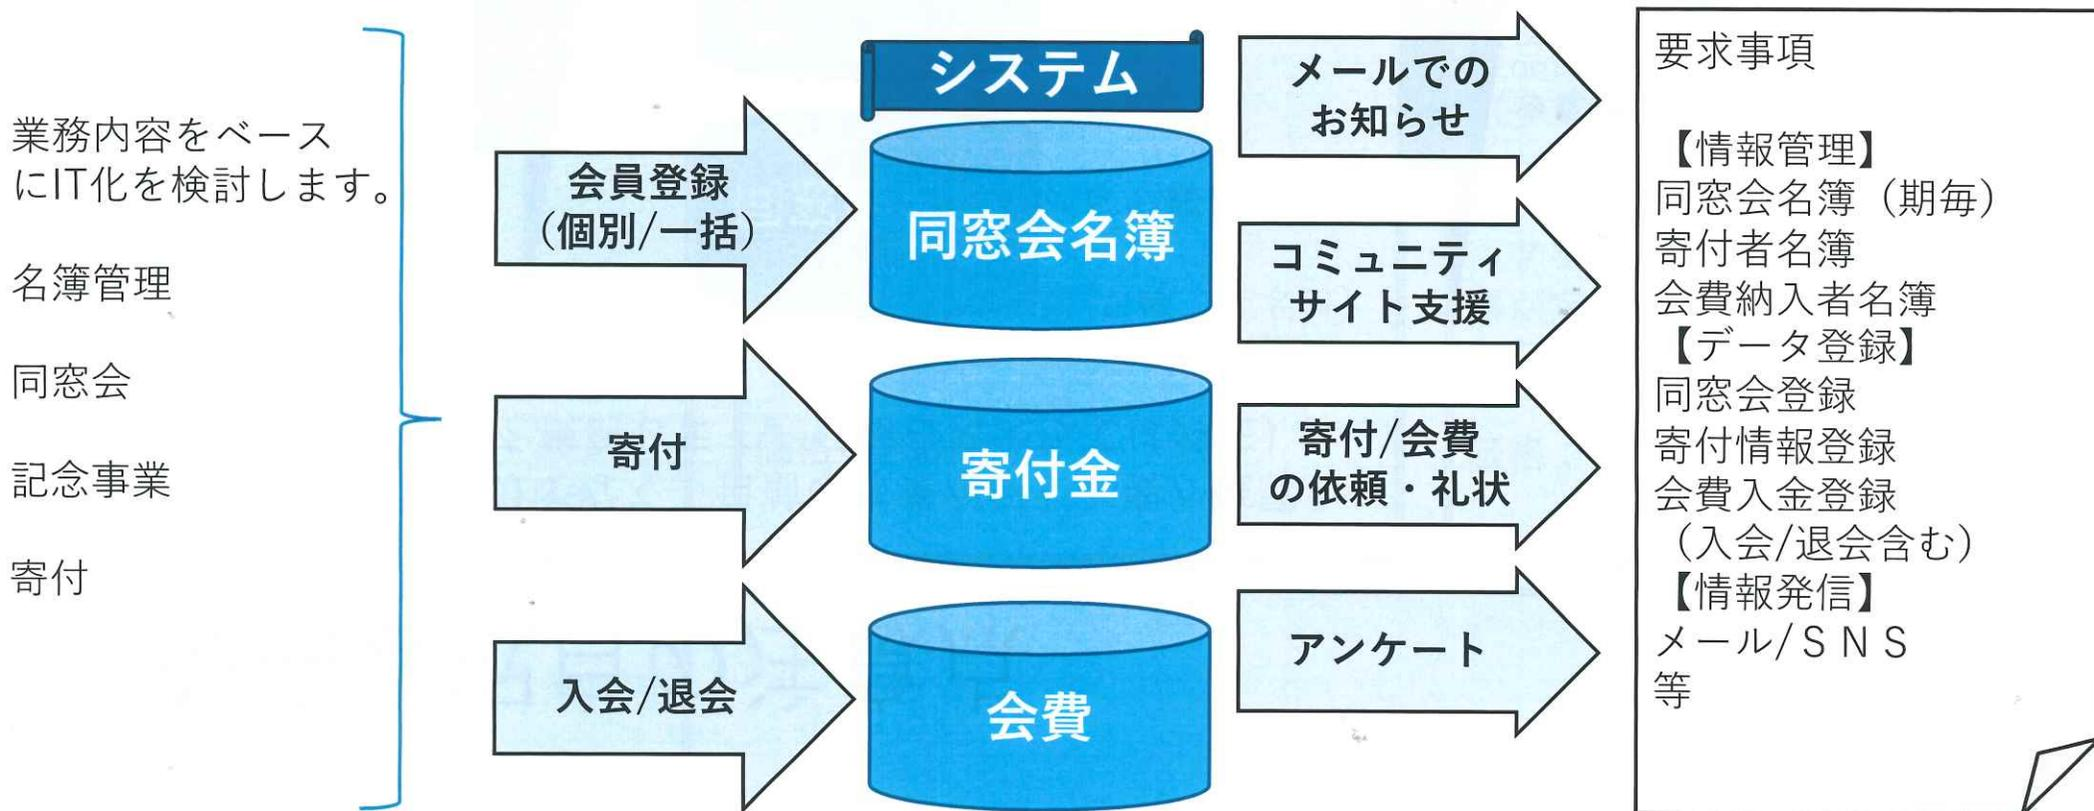 業務内容をベース
にIT化を検討します。
名簿管理
同窓会
記念事業
寄付
会員登録
（個別/一括）
寄付
入会/退会
システム
同窓会名簿
寄付金
会費
メールでの
お知らせ
コミュニティ
サイト支援
寄付/会費
の依頼・礼状
アンケート
要求事項
【情報管理】
同窓会名簿（期毎）
寄付者名簿
会費納入者名簿
【データ登録】
同窓会登録
寄付情報登録
会費入金登録
（入会/退会含む）
【情報発信】
メール/ＳＮＳ
等